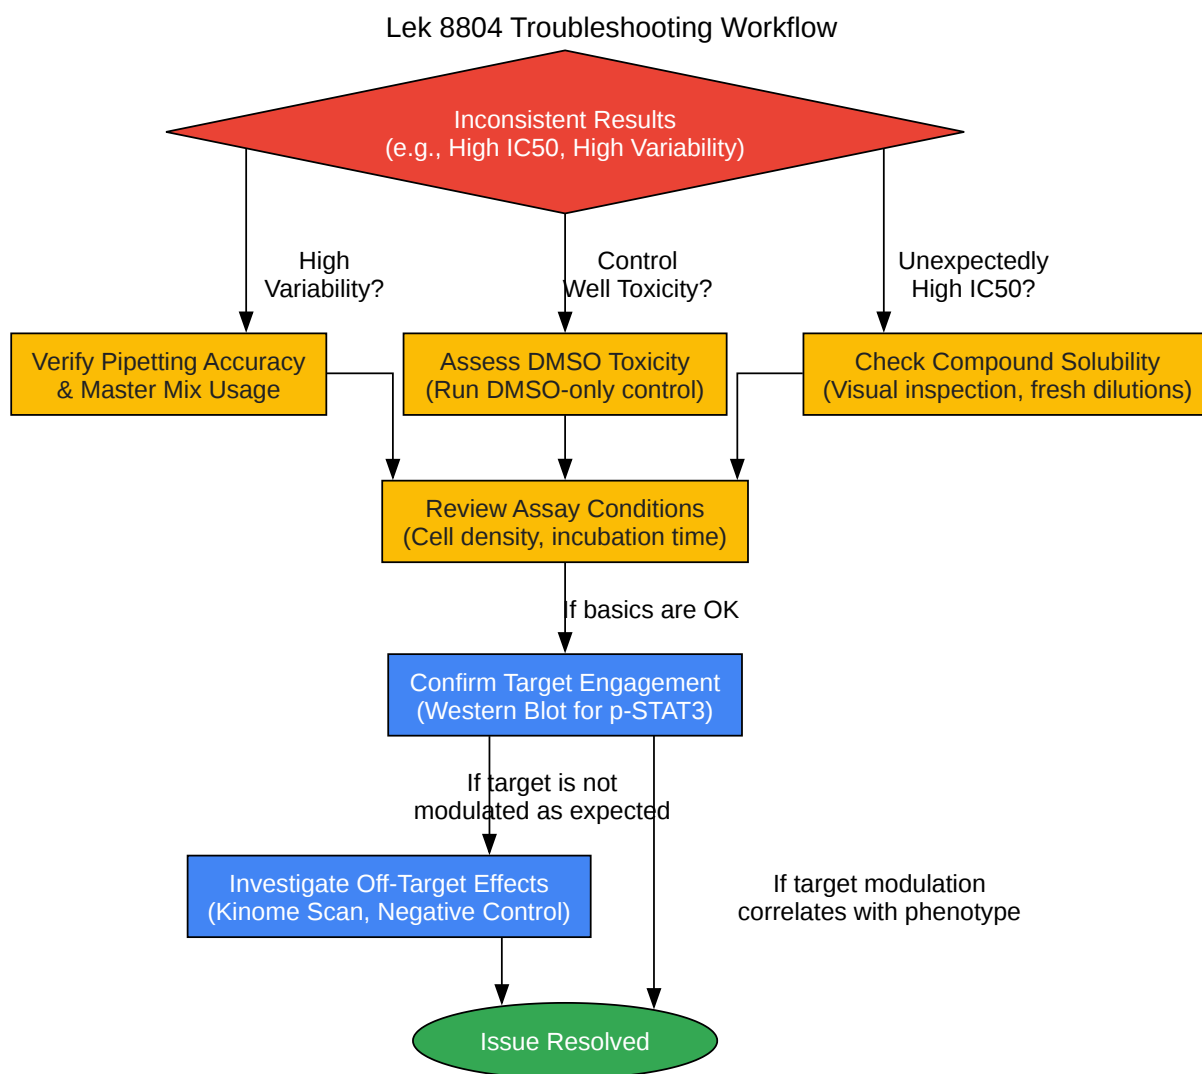 Lek 8804 Troubleshooting Workflow
Inconsistent Results
(e.g., High IC50, High Variability)
High
Variability?
Control
Well Toxicity?
Unexpectedly
High IC50?
Verify Pipetting Accuracy
& Master Mix Usage
Assess DMSO Toxicity
(Run DMSO-only control)
Check Compound Solubility
(Visual inspection, fresh dilutions)
Review Assay Conditions
(Cell density, incubation time)
If basics are OK
Confirm Target Engagement
(Western Blot for p-STAT3)
If target is not
modulated as expected
Investigate Off-Target Effects
(Kinome Scan, Negative Control)
If target modulation
correlates with phenotype
Issue Resolved